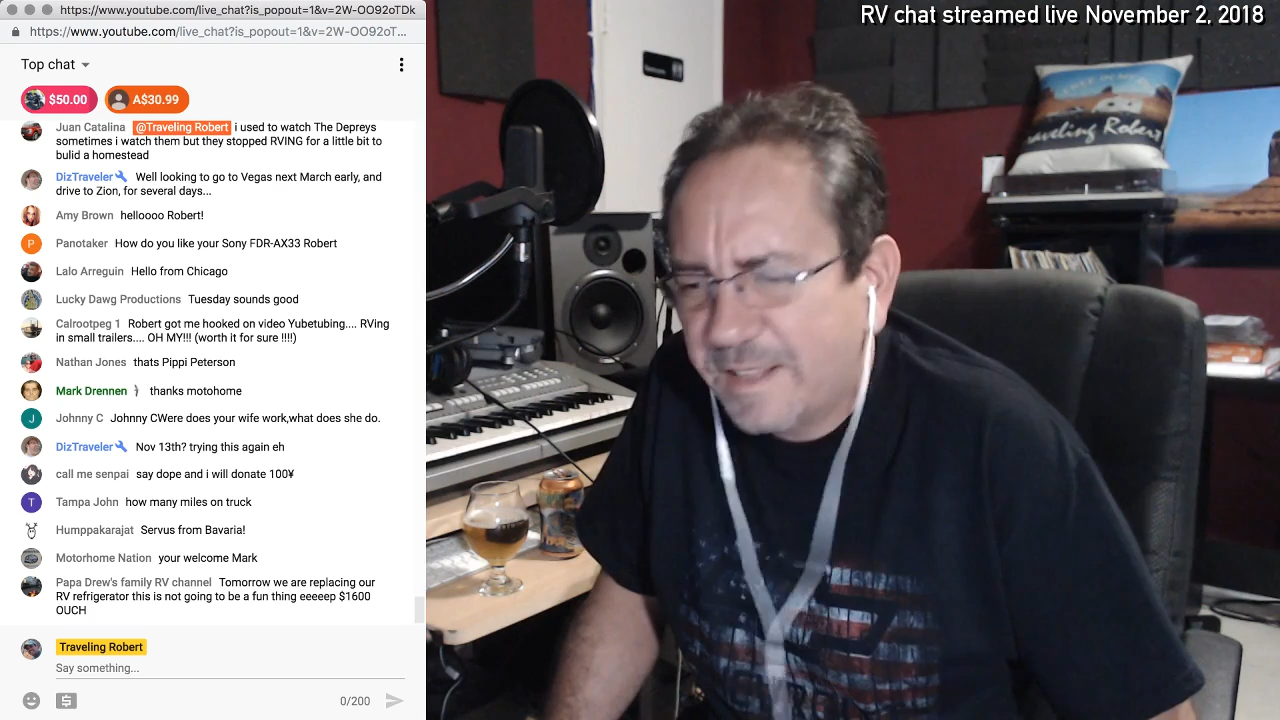 https://www.youtube.com/live_chat?is_popout=1&v=2W-OO92oTDk
https://www.youtube.com/live_chat?is_popout=1&v=2W-OO92oT...
RV chat streamed live November 2, 2018
Top chat
$50.00 A$30.99
Juan Catalina @Traveling Robert i used to watch The Depreys
sometimes i watch them but they stopped RVING for a little bit to
bulid a homestead
DizTraveler Well looking to go to Vegas next March early, and
drive to Zion, for several days...
Amy Brown helloooo Robert!
P Panotaker How do you like your Sony FDR-AX33 Robert
Lalo Arreguin Hello from Chicago
Lucky Dawg Productions Tuesday sounds good
Calrootpeg 1 Robert got me hooked on video Yubetubing.... RVing
in small trailers.... OH MY!!! (worth it for sure !!!!)
Nathan Jones thats Pippi Peterson
Mark Drennen thanks motohome
J Johnny C Johnny CWere does your wife work,what does she do.
DizTraveler Nov 13th? trying this again eh
call me senpai say dope and i will donate 100¥
T Tampa John how many miles on truck
Humppakarajat Servus from Bavaria!
Motorhome Nation your welcome Mark
Papa Drew's family RV channel Tomorrow we are replacing our
RV refrigerator this is not going to be a fun thing eeeeep $1600
OUCH
Traveling Robert
Say something...
0/200
Traveling Robert